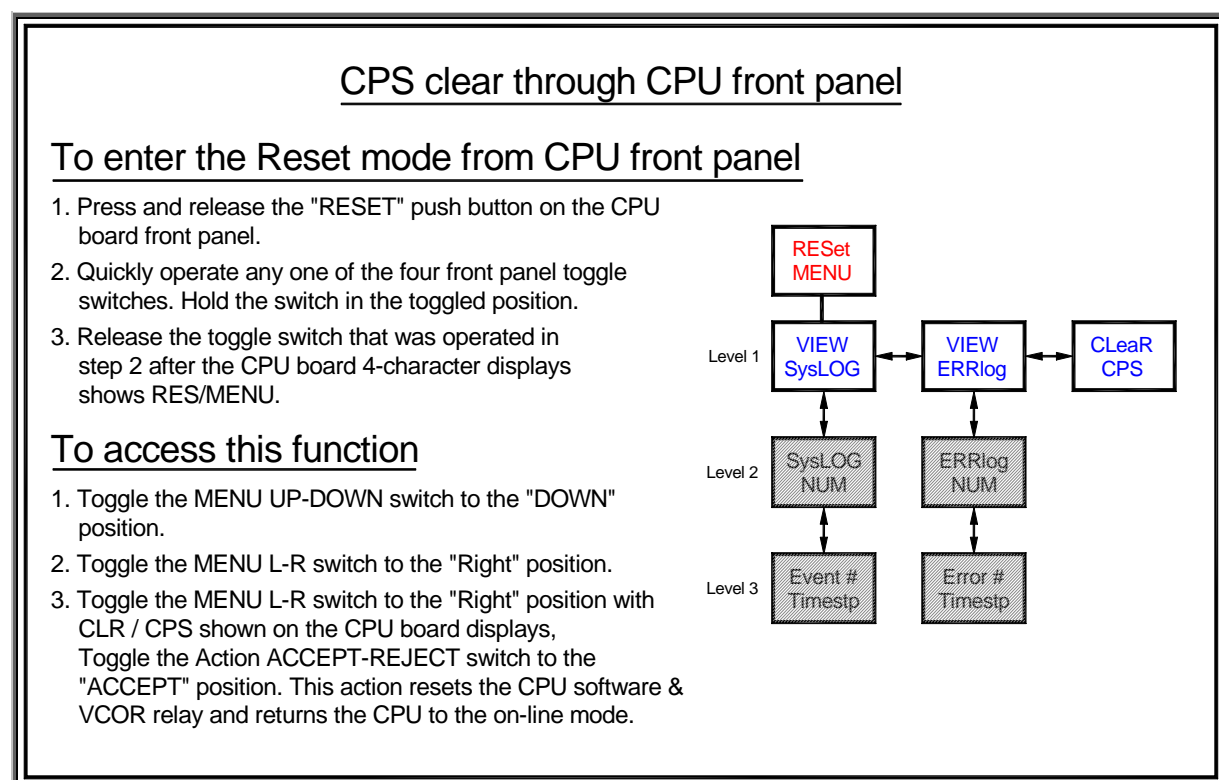 CPS clear through CPU front panel
To enter the Reset mode from CPU front panel
1. Press and release the "RESET" push button on the CPU
board front panel.
2. Quickly operate any one of the four front panel toggle
switches. Hold the switch in the toggled position.
3. Release the toggle switch that was operated in
step 2 after the CPU board 4-character displays
shows RES/MENU.
To access this function
1. Toggle the MENU UP-DOWN switch to the "DOWN"
position.
2. Toggle the MENU L-R switch to the "Right" position.
3. Toggle the MENU L-R switch to the "Right" position with
CLR / CPS shown on the CPU board displays,
Toggle the Action ACCEPT-REJECT switch to the
"ACCEPT" position. This action resets the CPU software &
VCOR relay and returns the CPU to the on-line mode.
RESet
MENU
Level 1
VIEW
SysLOG
VIEW
ERRlog
CLeaR
CPS
Level 2
SysLOG
NUM
ERRlog
NUM
Level 3
Event #
Timestp
Error #
Timestp